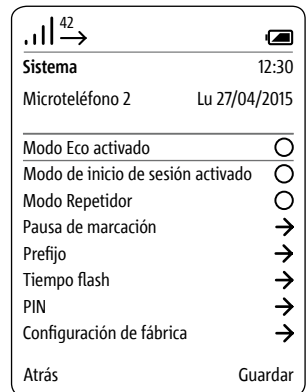 42
Sistema 12:30
Microteléfono 2 Lu 27/04/2015
Modo Eco activado
Modo de inicio de sesión activado
Modo Repetidor
Pausa de marcación
Prefijo
Tiempo flash
PIN
Configuración de fábrica
Atrás Guardar